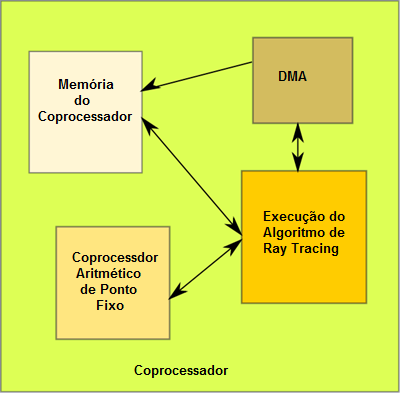 Memória
do
Coprocessador
DMA
Execução do
Algoritmo de
Ray Tracing
Coprocessdor
Aritmético
de Ponto
Fixo
Coprocessador